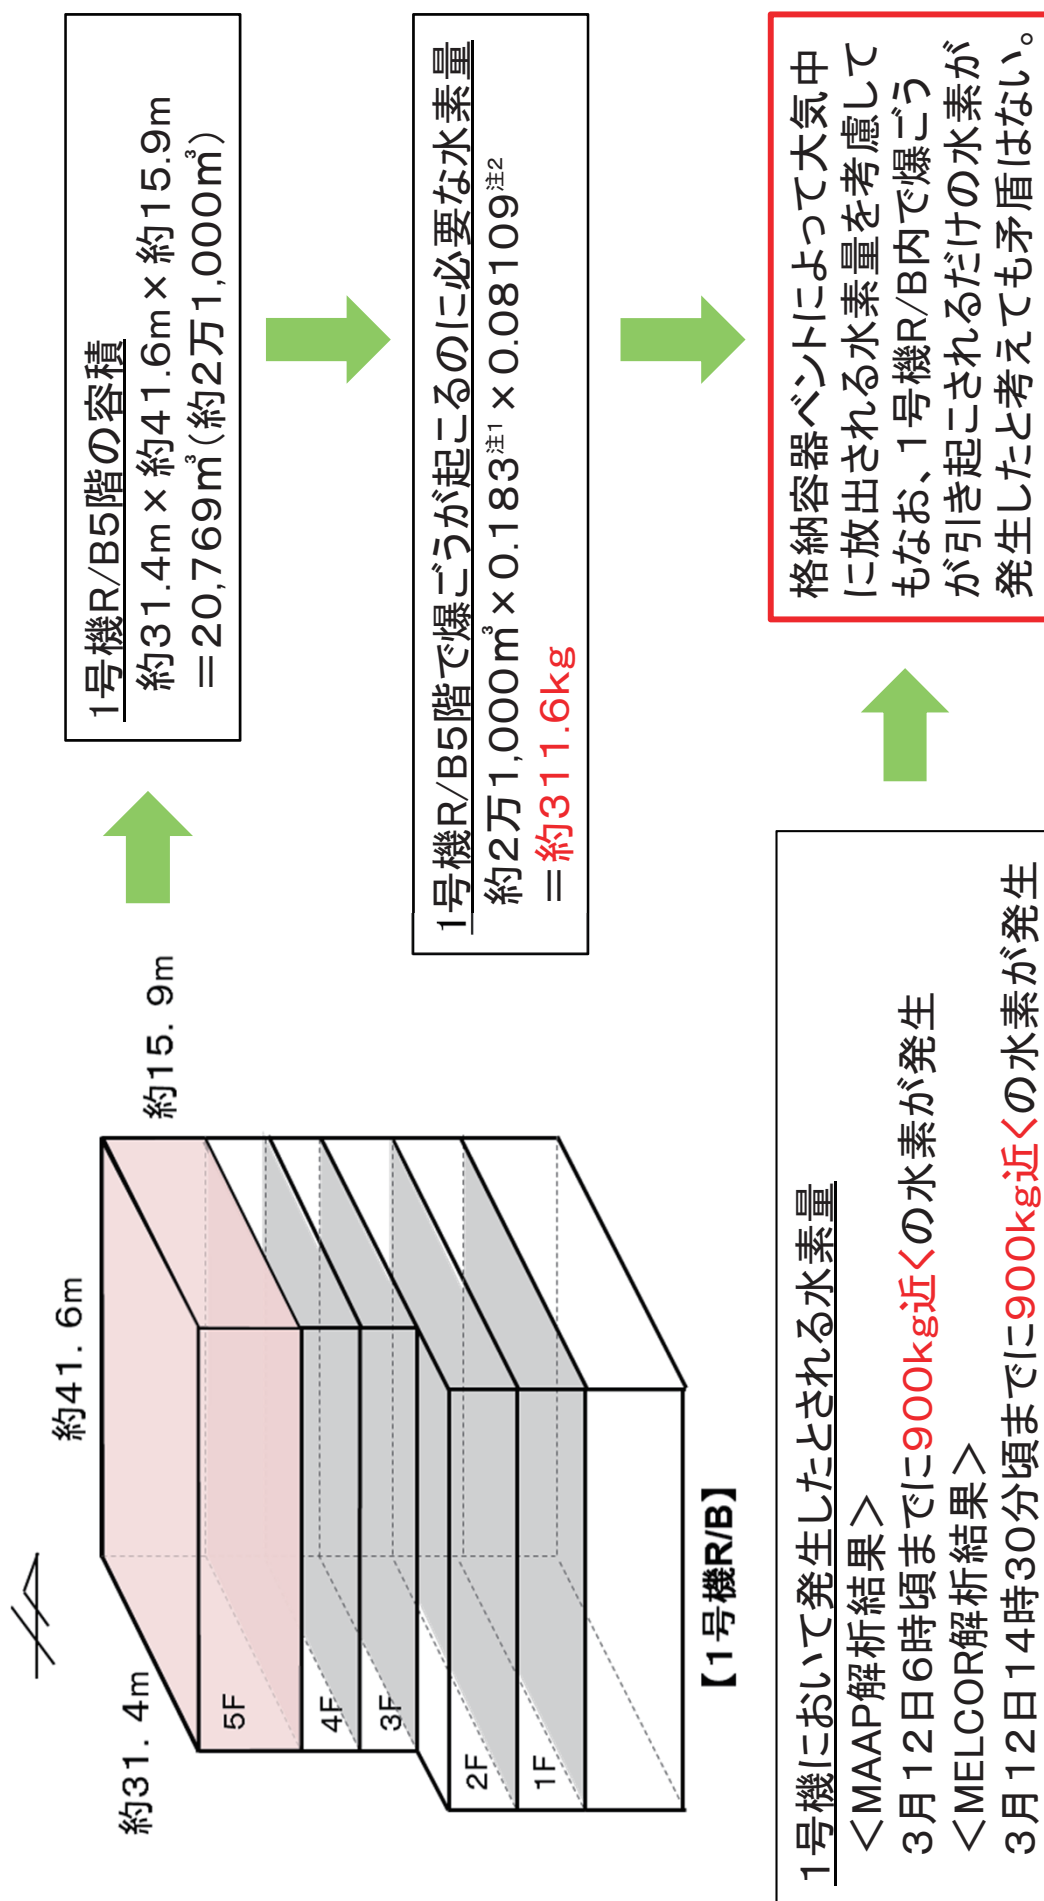 約31．4m
約41．6m
約15．9m
5F
4F
3F
2F
1F
【1号機R/B】
1号機R/B5階の容積
約31.4m×約41.6m×約15.9m
＝20,769㎥(約2万1,000㎥)
1号機R/B5階で爆ごうが起こるのに必要な水素量
約2万1,000㎥×0.183注1×0.08109注2
＝約311.6kg
1号機において発生したとされる水素量
＜MAAP解析結果＞
3月12日6時頃までに900kg近くの水素が発生
＜MELCOR解析結果＞
3月12日14時30分頃までに900kg近くの水素が発生
格納容器ベントによって大気中
に放出される水素量を考慮して
もなお、1号機R/B内で爆ごう
が引き起こされるだけの水素が
発生したと考えても矛盾はない。